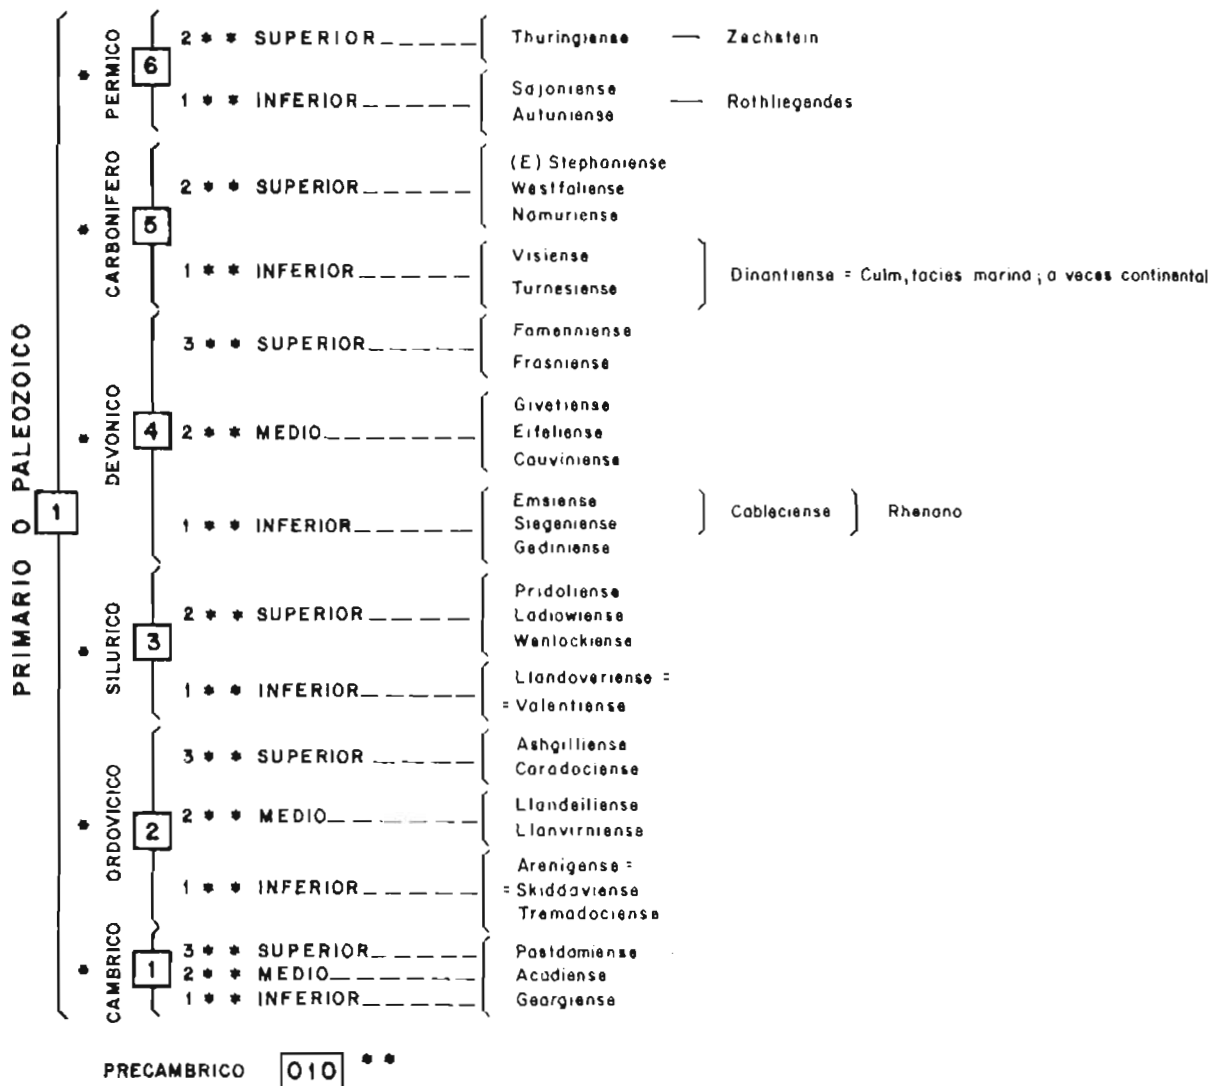 PRIMARIO O PALEOZOICO
1
* PERMICO 6
2 * * SUPERIOR Thuringiense — Zechstein
1 * * INFERIOR Sajoniense
Autuniense — Rothliegendes
* CARBONIFERO 5
2 * * SUPERIOR (E) Stephaniense
Westfaliense
Namuriense
1 * * INFERIOR Visiense
Turnesiense
Dinantiense = Culm, facies marina; a veces continental
* DEVONICO 4
3 * * SUPERIOR Famenniense
Frasniense
2 * * MEDIO Givetiense
Eifeliense
Couviniense
1 * * INFERIOR Emsiense
Siegeniense
Gediniense
Cobleciense Rhenano
* SILURICO 3
2 * * SUPERIOR Pridoliense
Ladlowiense
Wenlockiense
1 * * INFERIOR Llandoveriense =
= Valentiense
* ORDOVICICO 2
3 * * SUPERIOR Ashgilliense
Caradociense
2 * * MEDIO Llandeiliense
Llanvirniense
1 * * INFERIOR Arenigense =
= Skiddaviense
Tremadociense
* CAMBRICO 1
3 * * SUPERIOR Postdamiense
2 * * MEDIO Acadiense
1 * * INFERIOR Georgiense
PRECAMBRICO 010 * *